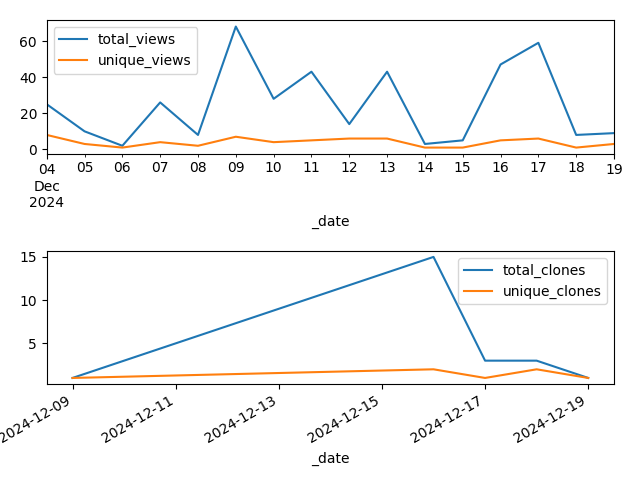 total_views
unique_views
60
40
20
0
04 05 06 07 08 09 10 11 12 13 14 15 16 17 18 19
Dec
2024
_date
total_clones
unique_clones
15
10
5
2024-12-09 2024-12-11 2024-12-13 2024-12-15 2024-12-17 2024-12-19
_date